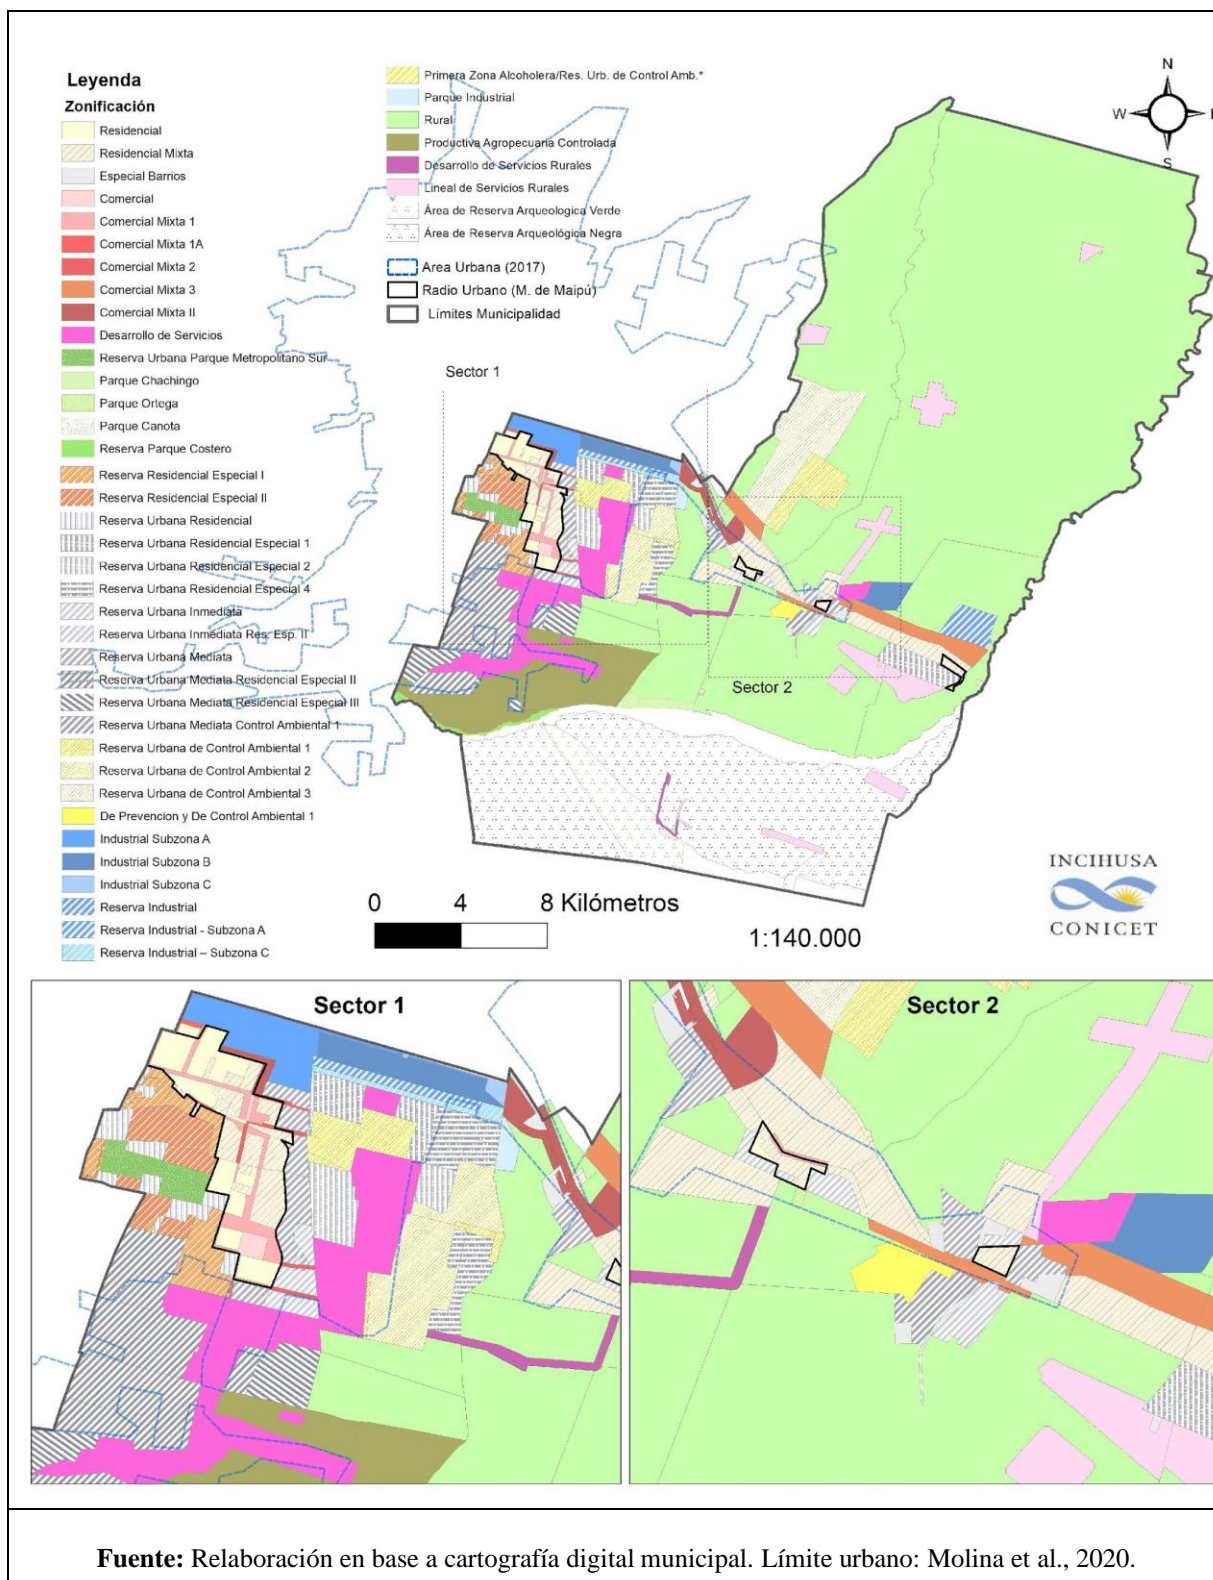 Leyenda
Zonificación
Residencial
Residencial Mixta
Especial Barrios
Comercial
Comercial Mixta 1
Comercial Mixta 1A
Comercial Mixta 2
Comercial Mixta 3
Comercial Mixta II
Desarrollo de Servicios
Reserva Urbana Parque Metropolitano Sur
Parque Chachingo
Parque Ortega
Parque Canota
Reserva Parque Costero
Reserva Residencial Especial I
Reserva Residencial Especial II
Reserva Urbana Residencial
Reserva Urbana Residencial Especial 1
Reserva Urbana Residencial Especial 2
Reserva Urbana Residencial Especial 4
Reserva Urbana Inmediata
Reserva Urbana Inmediata Res. Esp. II
Reserva Urbana Mediata
Reserva Urbana Mediata Residencial Especial II
Reserva Urbana Mediata Residencial Especial III
Reserva Urbana Mediata Control Ambiental 1
Reserva Urbana de Control Ambiental 1
Reserva Urbana de Control Ambiental 2
Reserva Urbana de Control Ambiental 3
De Prevencion y De Control Ambiental 1
Industrial Subzona A
Industrial Subzona B
Industrial Subzona C
Reserva Industrial
Reserva Industrial - Subzona A
Reserva Industrial – Subzona C
Primera Zona Alcoholera/Res. Urb. de Control Amb.*
Parque Industrial
Rural
Productiva Agropecuaria Controlada
Desarrollo de Servicios Rurales
Lineal de Servicios Rurales
Área de Reserva Arqueologica Verde
Área de Reserva Arqueológica Negra
Area Urbana (2017)
Radio Urbano (M. de Maipú)
Límites Municipalidad
N
W
E
S
Sector 1
Sector 2
0 4 8 Kilómetros
1:140.000
INCIHUSA
CONICET
Sector 1
Sector 2
Fuente: Relaboración en base a cartografía digital municipal. Límite urbano: Molina et al., 2020.